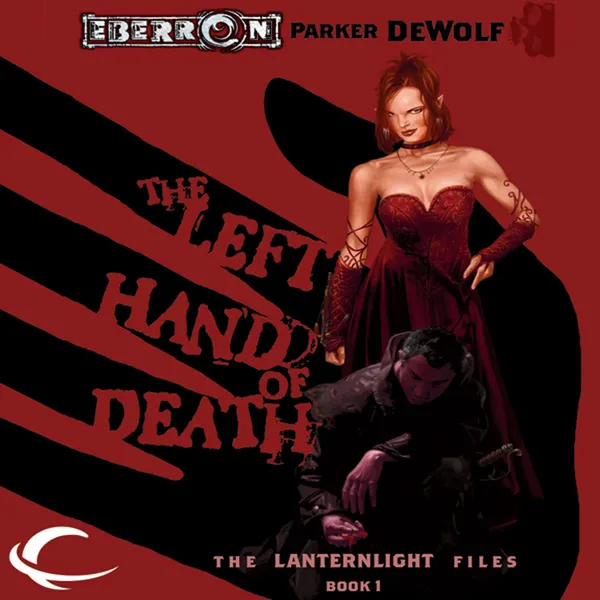 EBERRON PARKER DEWOLF
THE
LEFT
HAND
OF
DEATH
THE LANTERNLIGHT FILES
BOOK 1